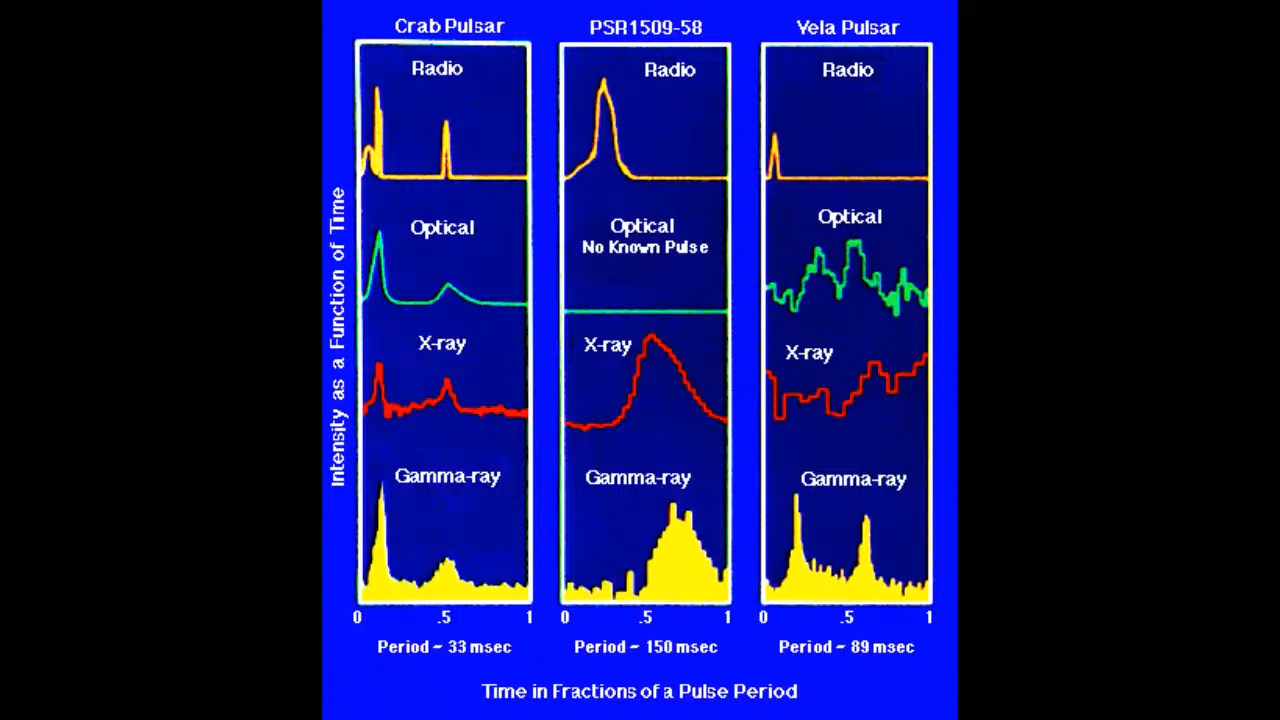 Crab Pulsar
PSR1509-58
Yela Pulsar
Radio
Radio
Radio
Optical
Optical
No Known Pulse
Optical
X-ray
X-ray
X-ray
Gamma-ray
Gamma-ray
Gamma-ray
Intensity as a Function of Time
0 .5 1
0 .5 1
0 .5 1
Period ~ 33 msec
Period ~ 150 msec
Period ~ 89 msec
Time in Fractions of a Pulse Period